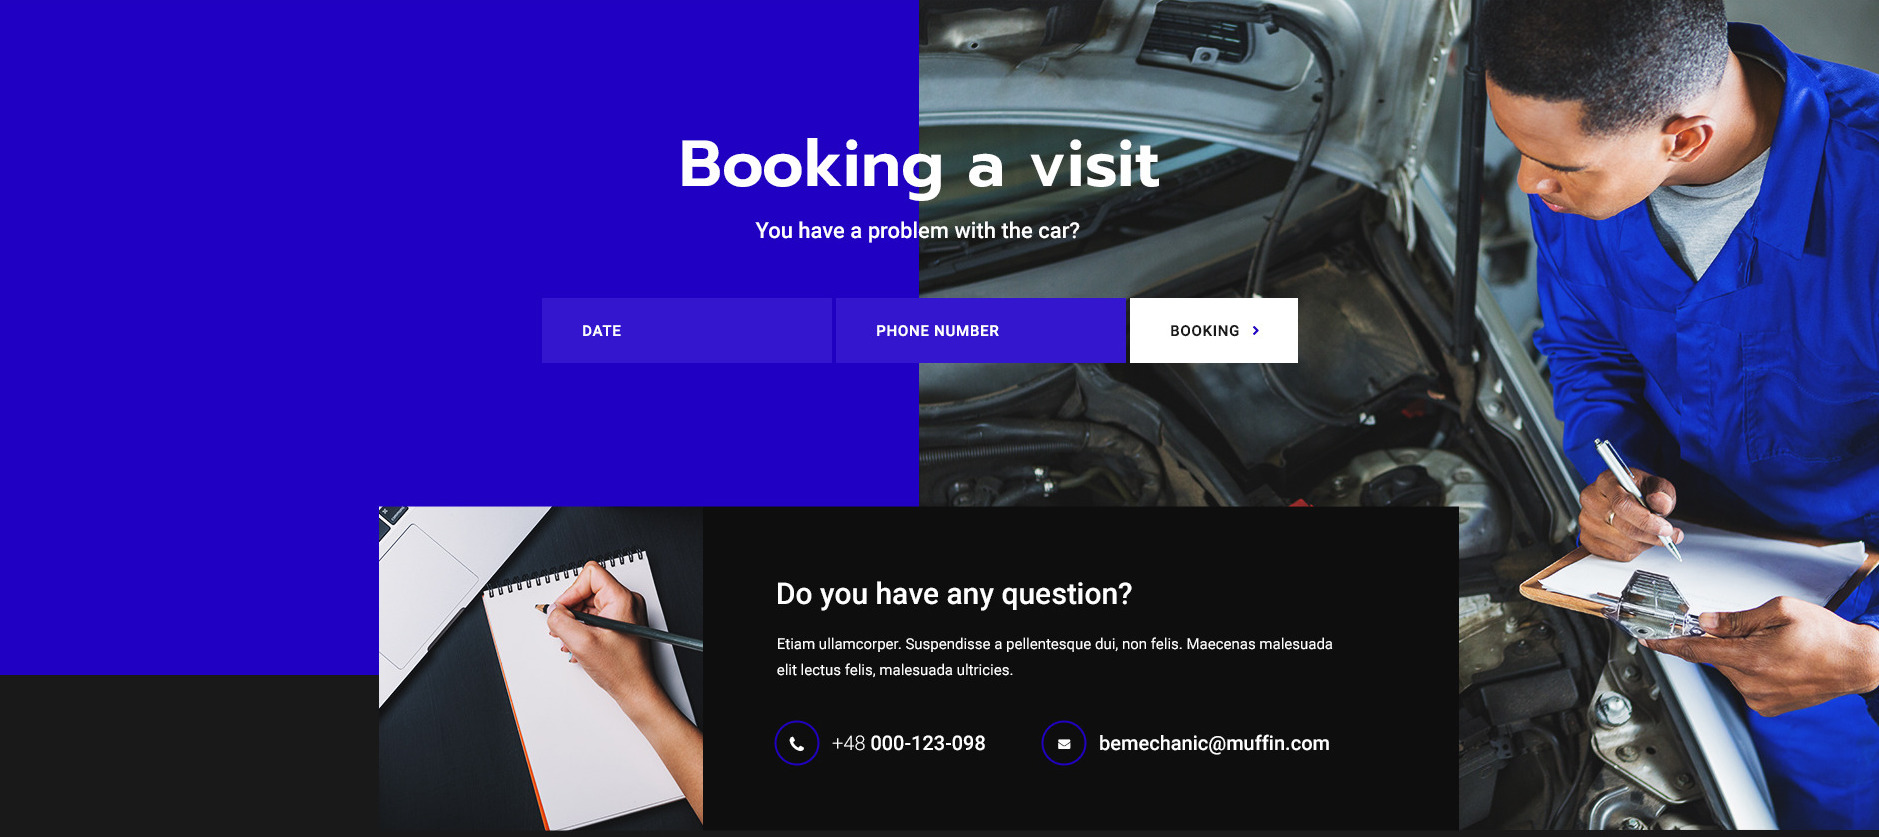 Booking a visit
You have a problem with the car?
DATE
PHONE NUMBER
BOOKING
Do you have any question?
Etiam ullamcorper. Suspendisse a pellentesque dui, non felis. Maecenas malesuada
elit lectus felis, malesuada ultricies.
+48 000-123-098
bemechanic@muffin.com